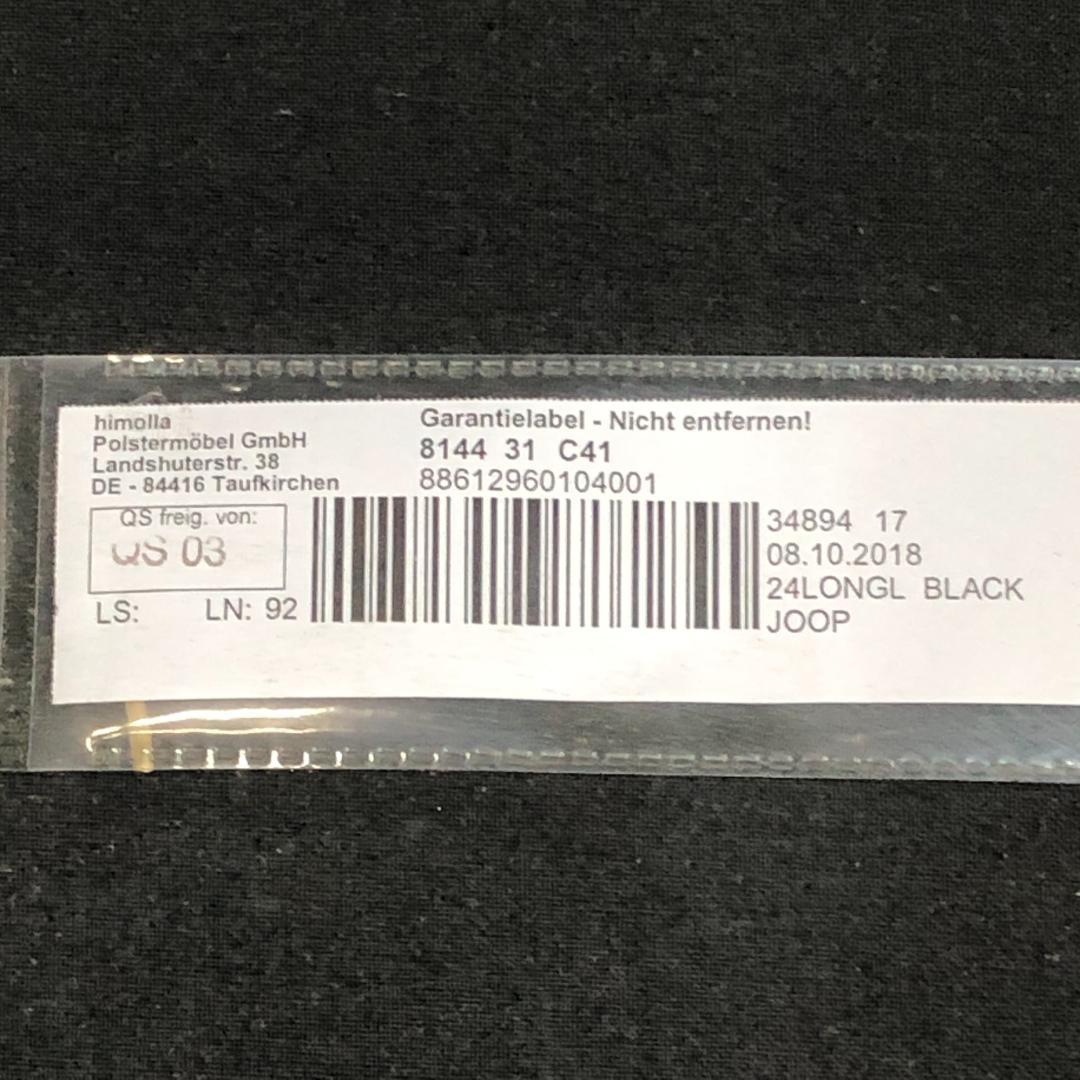 himolla
Polstermöbel GmbH
Landshuterstr. 38
DE - 84416 Taufkirchen
Garantielabel - Nicht entfernen!
8144 31 C41
88612960104001
QS freig. von:
QS 03
LS: LN: 92
34894 17
08.10.2018
24LONGL BLACK
JOOP